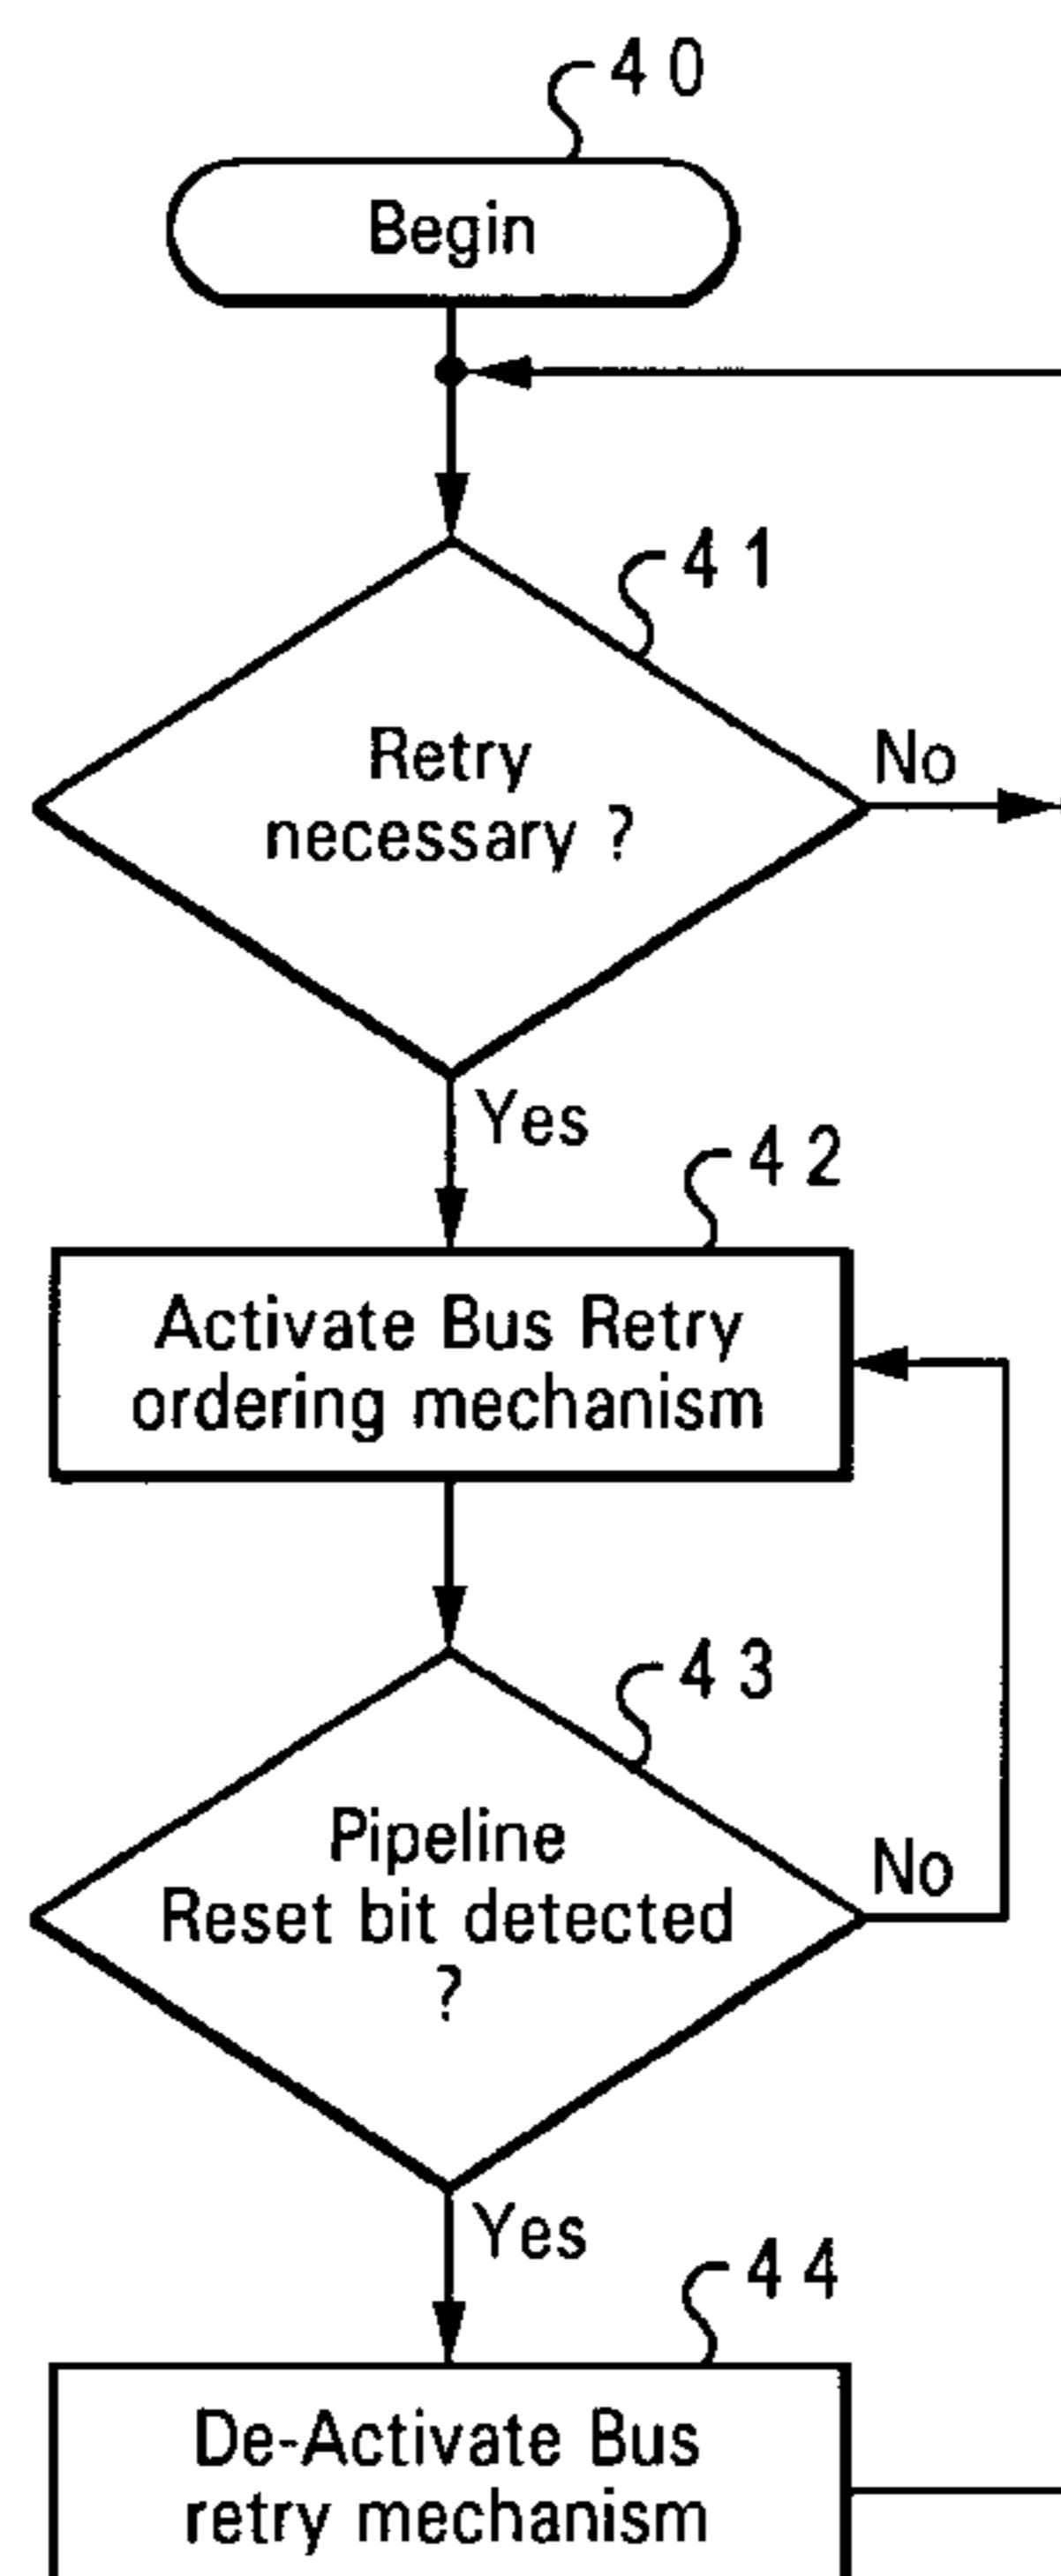 40
Begin
41
Retry
necessary ?
No
Yes
42
Activate Bus Retry
ordering mechanism
43
Pipeline
Reset bit detected
?
No
Yes
44
De-Activate Bus
retry mechanism